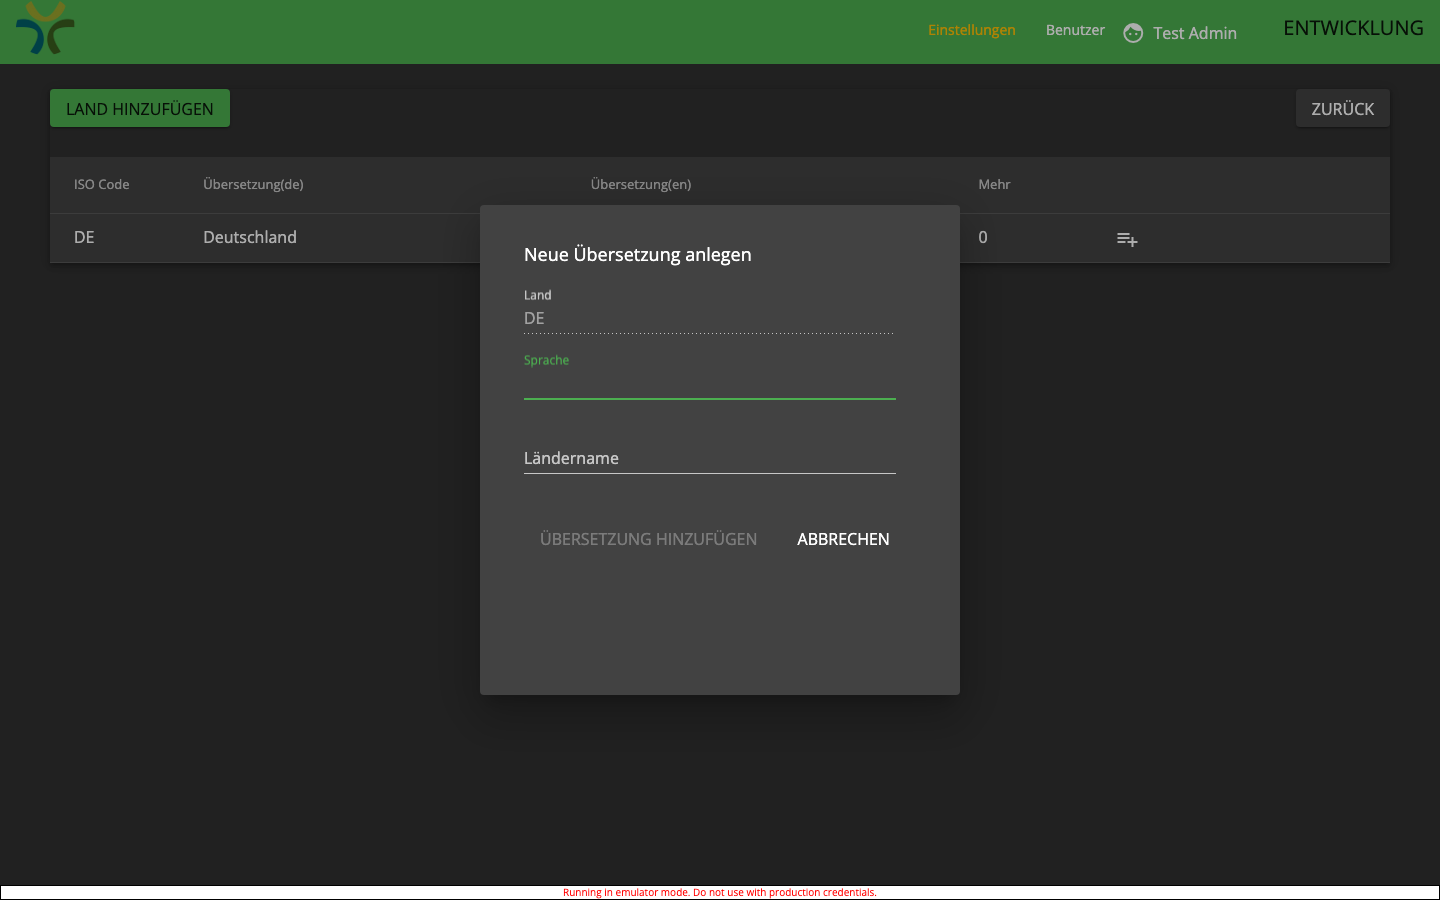 Einstellungen Benutzer Test Admin ENTWICKLUNG
LAND HINZUFÜGEN ZURÜCK
ISO Code Übersetzung(de) Übersetzung(en) Mehr
DE Deutschland 0
Neue Übersetzung anlegen
Land
DE
Sprache
Ländername
ÜBERSETZUNG HINZUFÜGEN ABBRECHEN
Running in emulator mode. Do not use with production credentials.